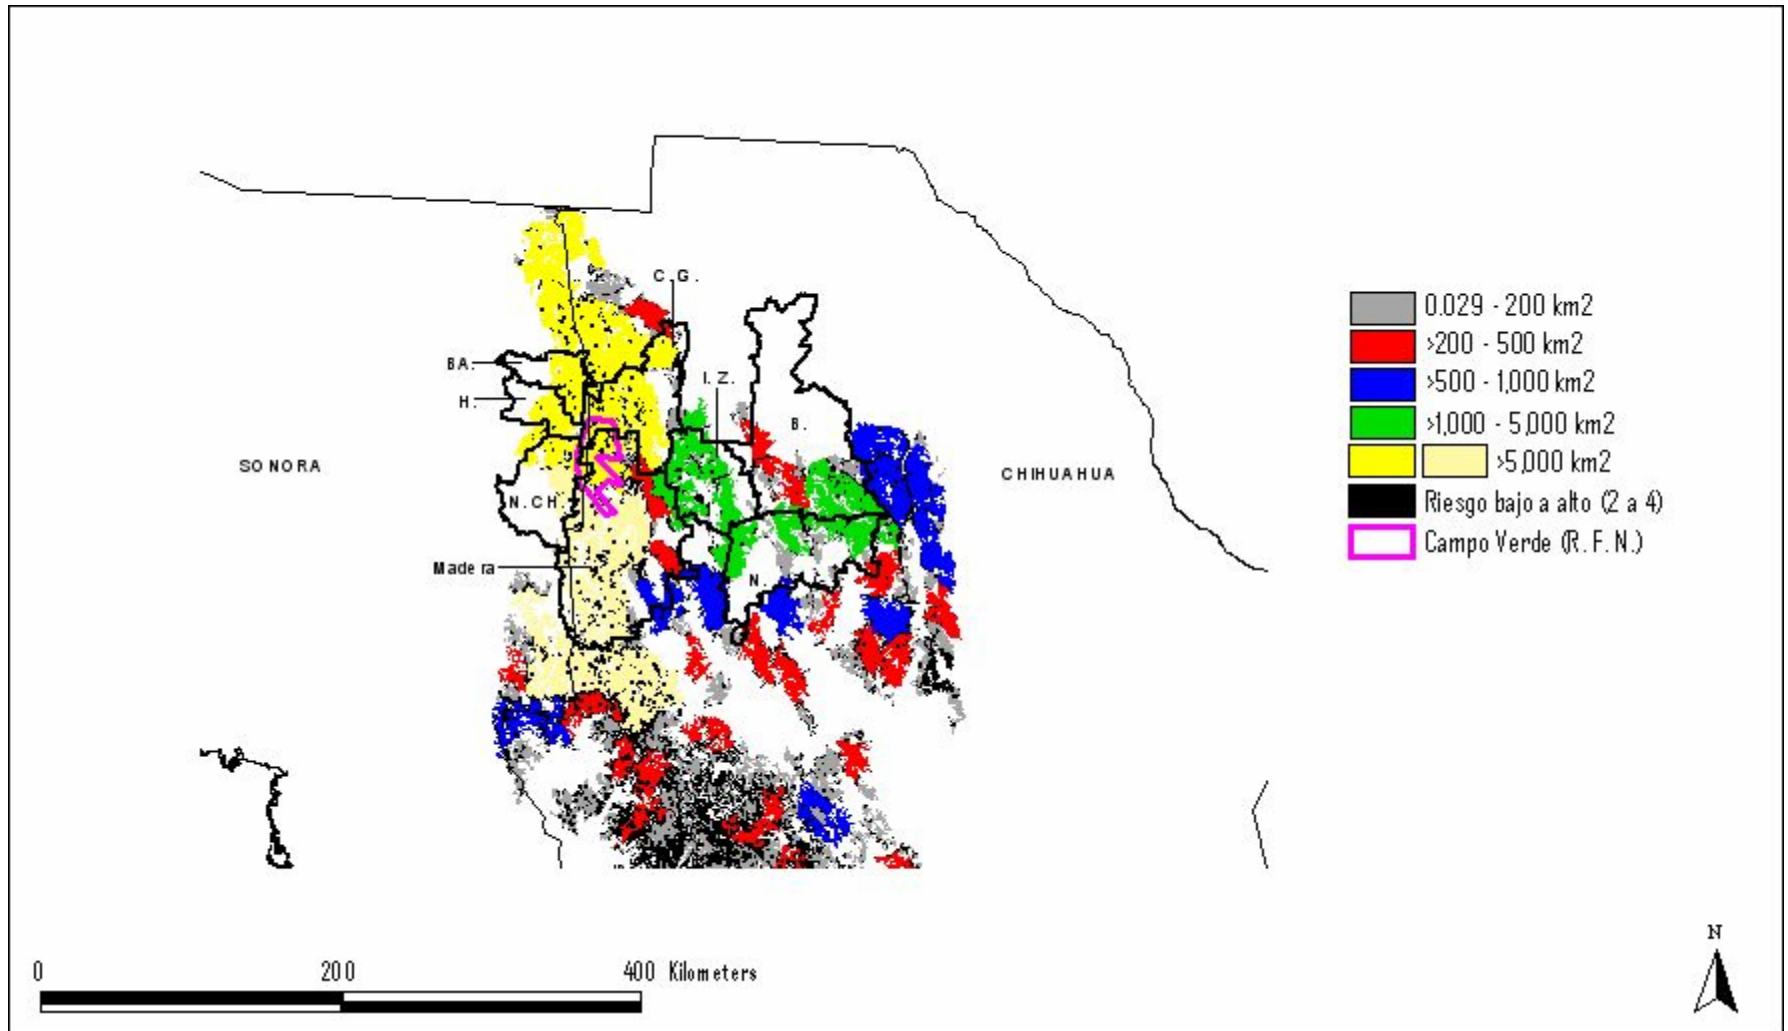 C.G.
BA.
I.Z.
H.
B.
SONORA
CHIHUAHUA
N.CH.
Madera
N.
0.029 - 200 km2
>200 - 500 km2
>500 - 1,000 km2
>1,000 - 5,000 km2
>5,000 km2
Riesgo bajo a alto (2 a 4)
Campo Verde (R. F. N.)
N
0 200 400 Kilometers